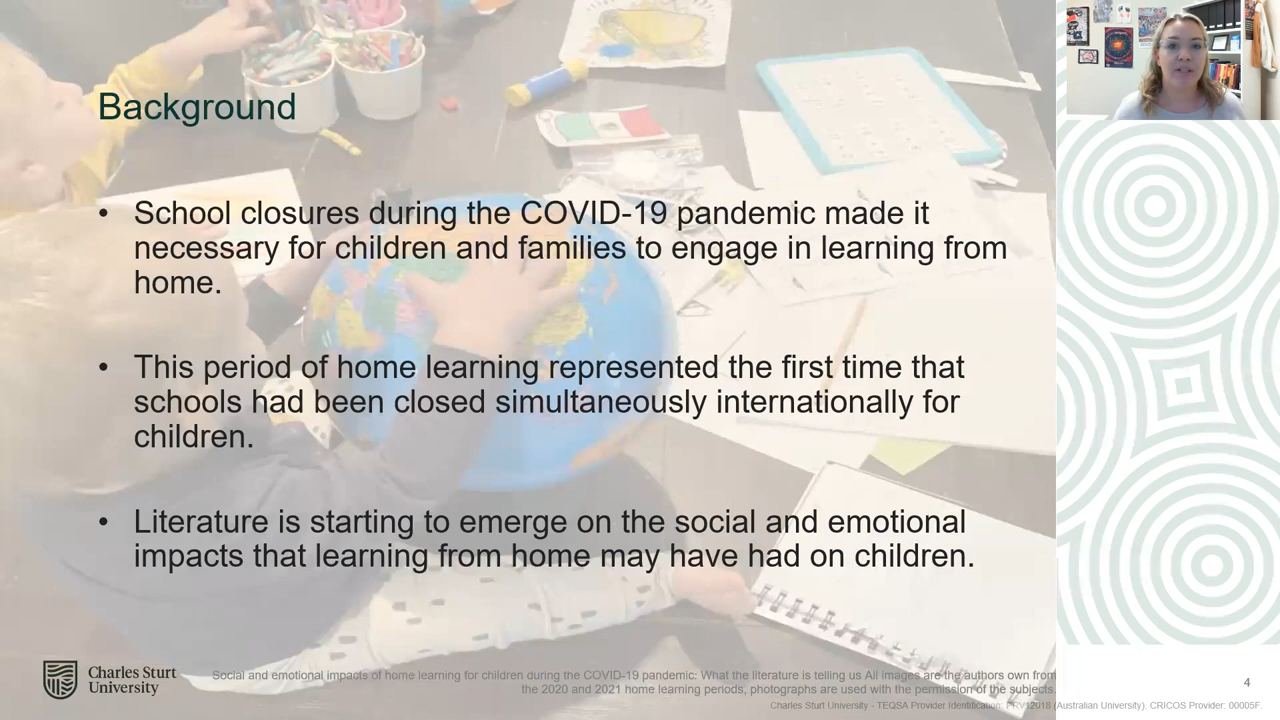 Background
• School closures during the COVID-19 pandemic made it
necessary for children and families to engage in learning from
home.
• This period of home learning represented the first time that
schools had been closed simultaneously internationally for
children.
• Literature is starting to emerge on the social and emotional
impacts that learning from home may have had on children.
Charles Sturt
University
Social and emotional impacts of home learning for children during the COVID-19 pandemic: What the literature is telling us All images are the authors own from
the 2020 and 2021 home learning periods, photographs are used with the permission of the subjects.
4
Charles Sturt University - TEQSA Provider Identification: PRV12018 (Australian University). CRICOS Provider: 00005F.